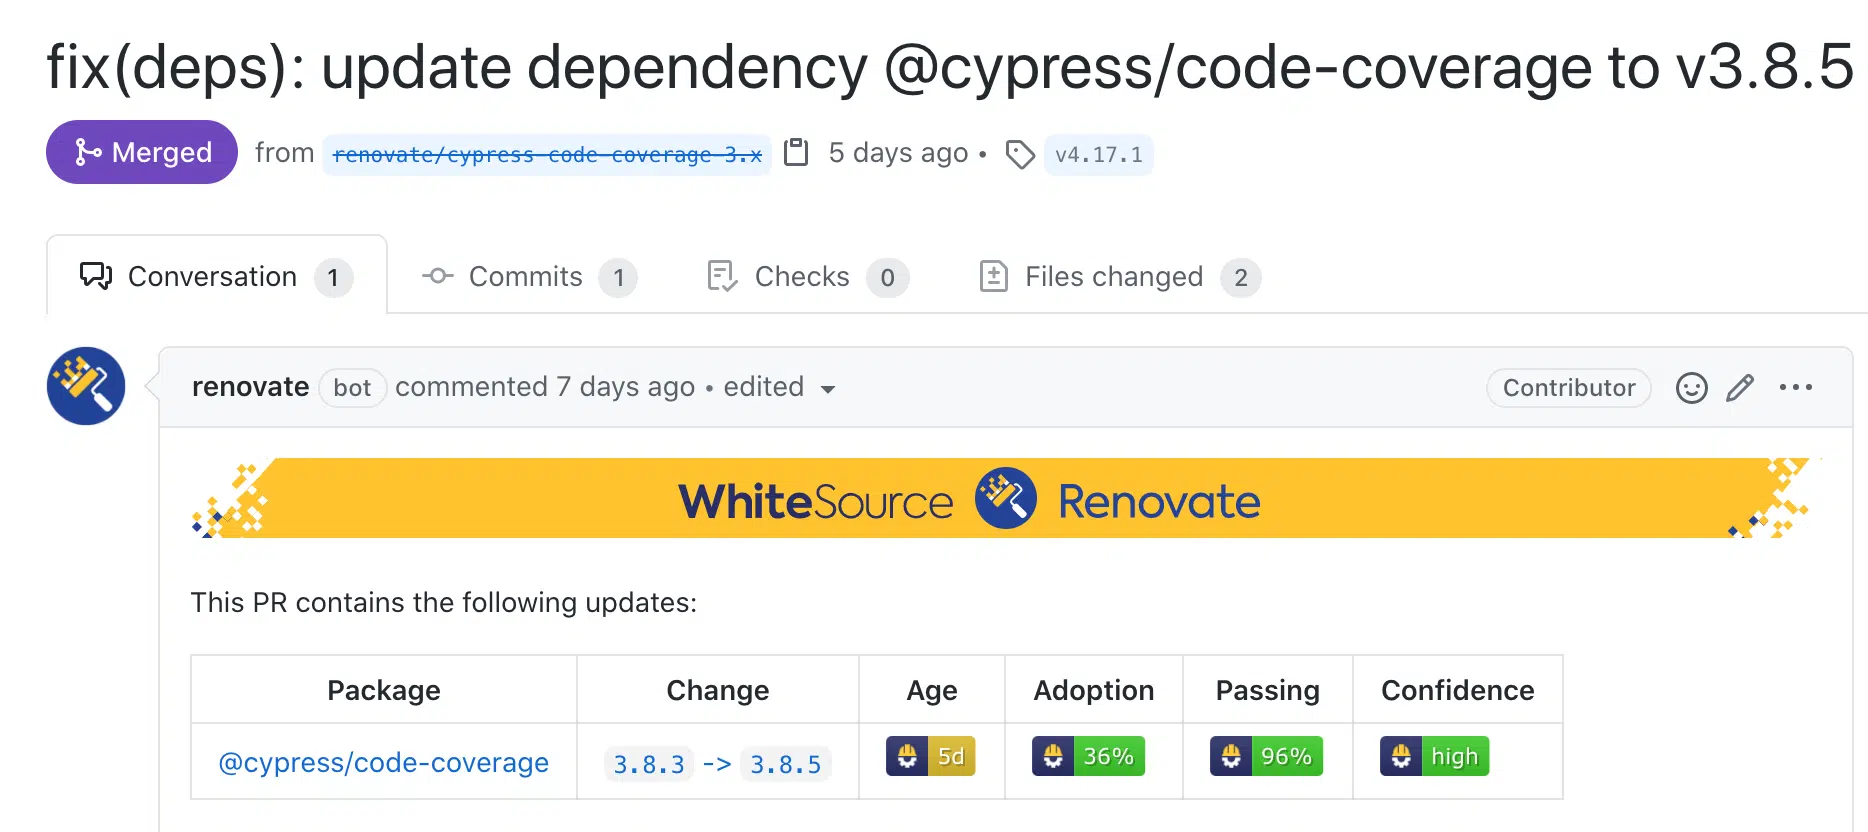 fix(deps): update dependency @cypress/code-coverage to v3.8.5
Merged from renovate/cypress-code-coverage-3.x 5 days ago • v4.17.1
Conversation 1 Commits 1 Checks 0 Files changed 2
renovate bot commented 7 days ago • edited Contributor
WhiteSource Renovate
This PR contains the following updates:
Package Change Age Adoption Passing Confidence
@cypress/code-coverage 3.8.3 -> 3.8.5 5d 36% 96% high